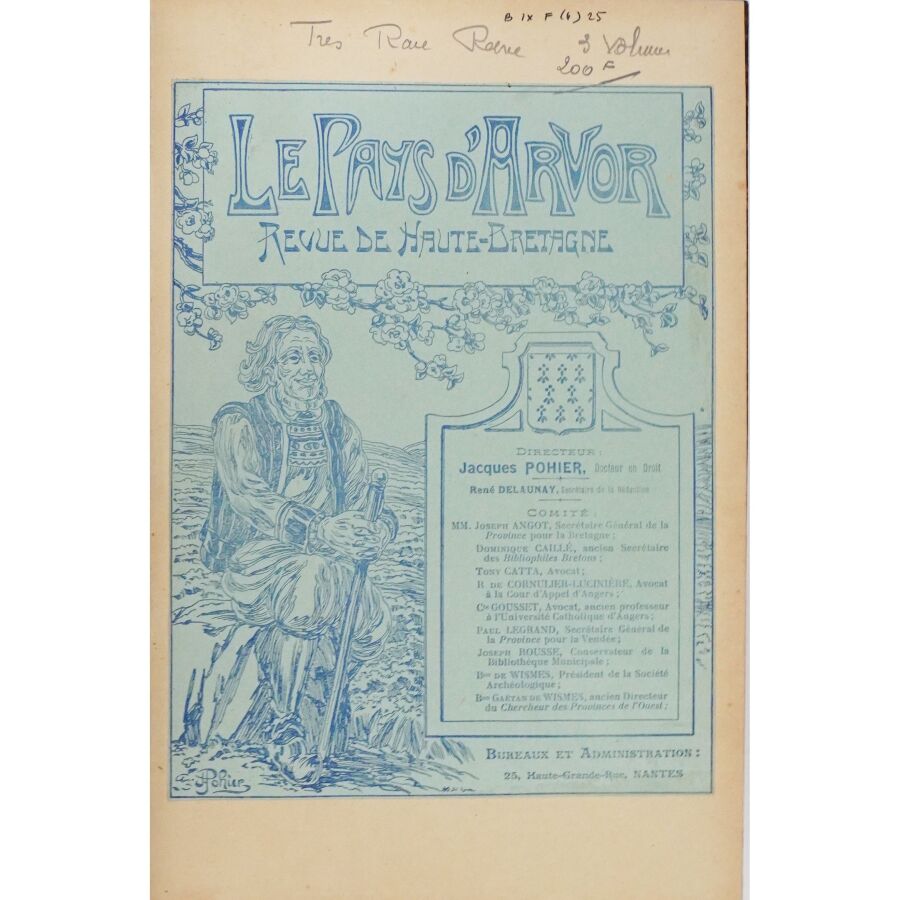 B IX F (6) 25
Tres Rare Revue 3 Volumes
200 F
LE PAYS D'ARVOR
REVUE DE HAUTE-BRETAGNE
DIRECTEUR :
Jacques POHIER, Docteur en Droit
René DELAUNAY, Secrétaire de la Rédaction
COMITÉ :
MM. JOSEPH ANGOT, Secrétaire Général de la
Province pour la Bretagne ;
DOMINIQUE CAILLÉ, ancien Secrétaire
des Bibliophiles Bretons ;
TONY CATTA, Avocat ;
R. DE CORNULIER-LUCINIÈRE, Avocat
à la Cour d'Appel d'Angers ;
Cte GOUSSET, Avocat, ancien professeur
à l'Université Catholique d'Angers ;
PAUL LEGRAND, Secrétaire Général de
la Province pour la Vendée ;
JOSEPH ROUSSE, Conservateur de la
Bibliothèque Municipale ;
Bon DE WISMES, Président de la Société
Archéologique ;
Bon GAËTAN DE WISMES, ancien Directeur
du Chercheur des Provinces de l'Ouest ;
BUREAUX ET ADMINISTRATION :
25, Haute-Grande-Rue, NANTES
Pohier